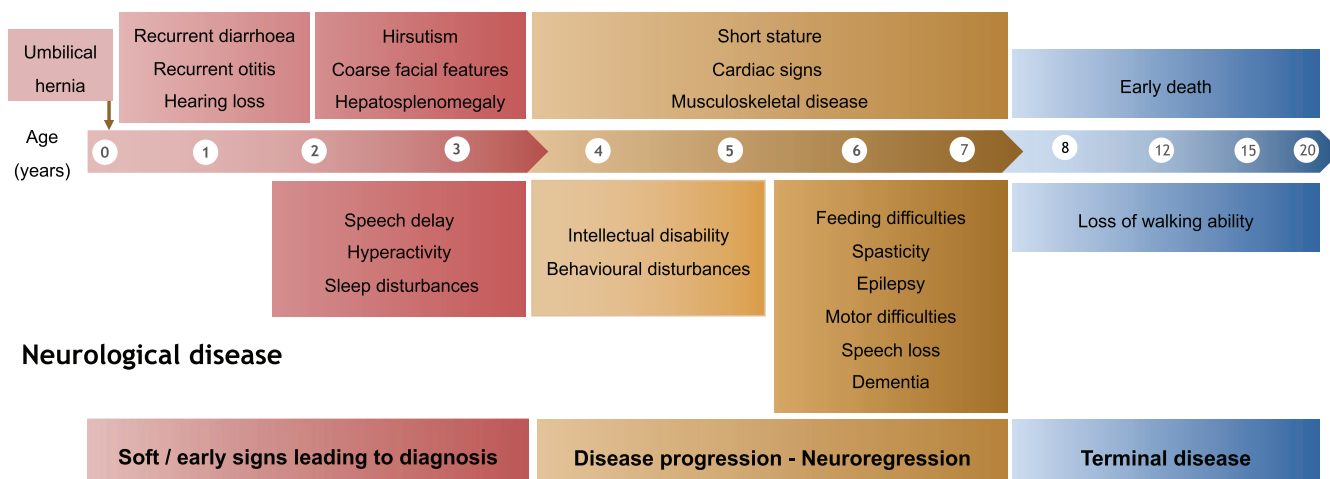 Umbilical
hernia
Recurrent diarrhoea
Recurrent otitis
Hearing loss
Hirsutism
Coarse facial features
Hepatosplenomegaly
Short stature
Cardiac signs
Musculoskeletal disease
Early death
Age
(years)
0 1 2 3 4 5 6 7 8 12 15 20
Speech delay
Hyperactivity
Sleep disturbances
Intellectual disability
Behavioural disturbances
Feeding difficulties
Spasticity
Epilepsy
Motor difficulties
Speech loss
Dementia
Loss of walking ability
Neurological disease
Soft / early signs leading to diagnosis
Disease progression - Neuroregression
Terminal disease